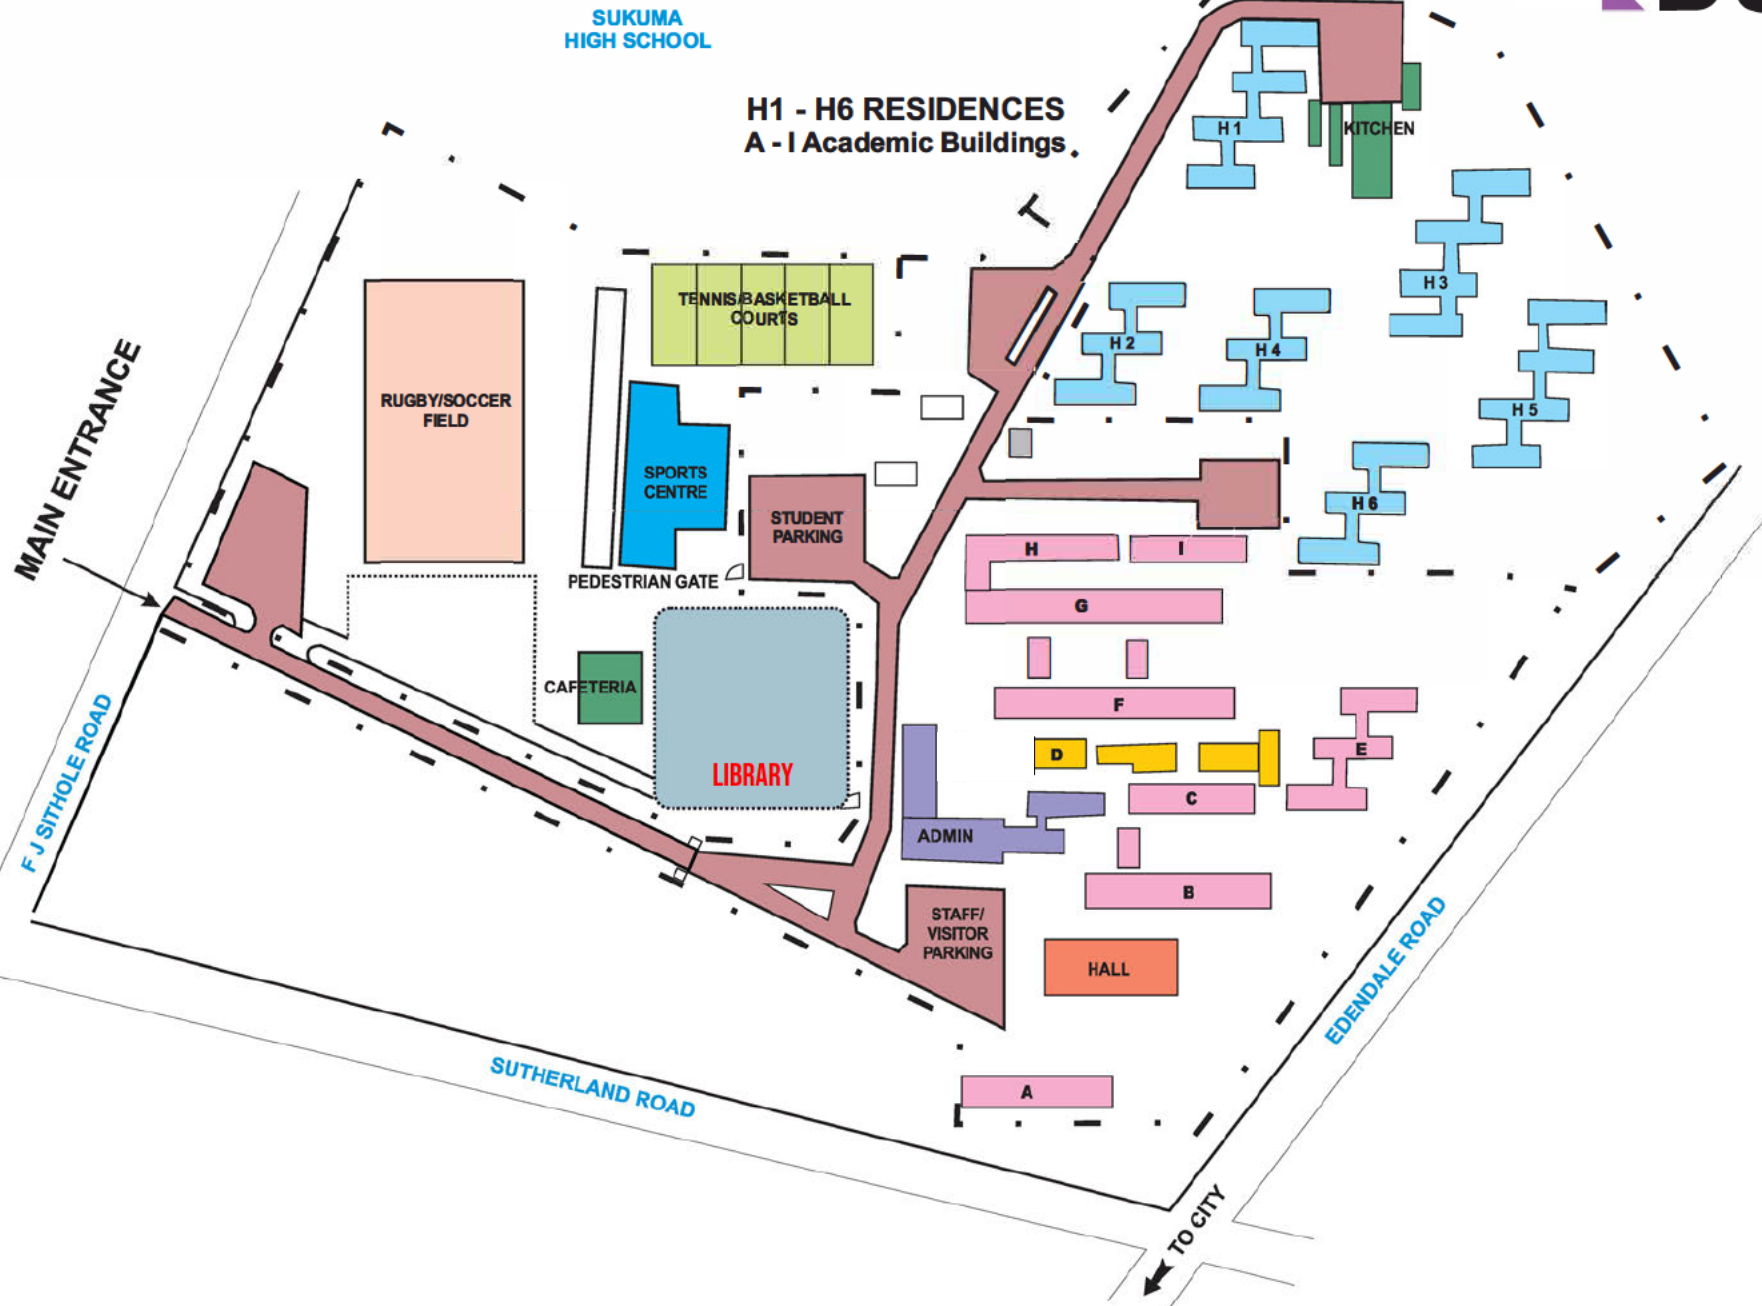 SUKUMA
HIGH SCHOOL
H1 - H6 RESIDENCES
A - I Academic Buildings
H 1
KITCHEN
H 3
TENNIS/BASKETBALL
COURTS
H 2
H 4
MAIN ENTRANCE
RUGBY/SOCCER
FIELD
H 5
SPORTS
CENTRE
H 6
STUDENT
PARKING
H
I
PEDESTRIAN GATE
G
CAFETERIA
F
LIBRARY
D
E
F J SITHOLE ROAD
C
ADMIN
B
STAFF/
VISITOR
PARKING
HALL
EDENDALE ROAD
SUTHERLAND ROAD
A
TO CITY